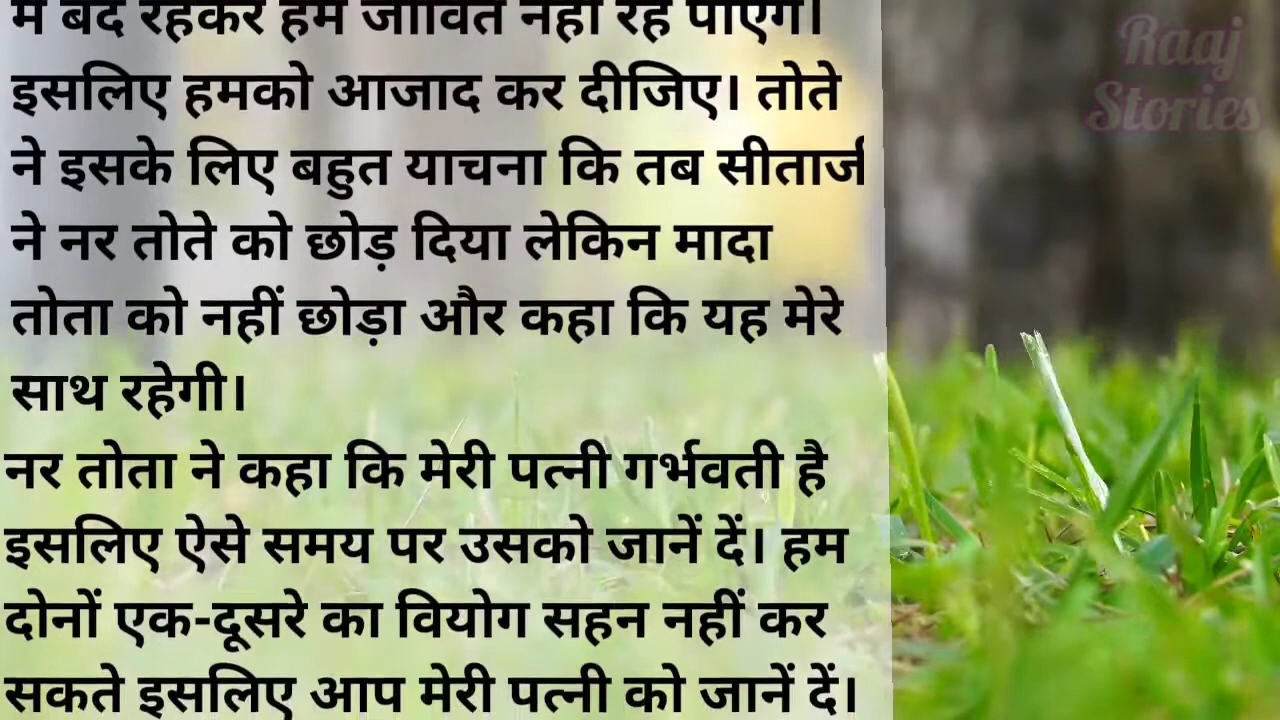 में बंद रहकर हम जीवित नहीं रह पाएंगे।
इसलिए हमको आजाद कर दीजिए। तोते
ने इसके लिए बहुत याचना कि तब सीताजी
ने नर तोते को छोड़ दिया लेकिन मादा
तोता को नहीं छोड़ा और कहा कि यह मेरे
साथ रहेगी।
नर तोता ने कहा कि मेरी पत्नी गर्भवती है
इसलिए ऐसे समय पर उसको जानें दें। हम
दोनों एक-दूसरे का वियोग सहन नहीं कर
सकते इसलिए आप मेरी पत्नी को जानें दें।
Raaj
Stories